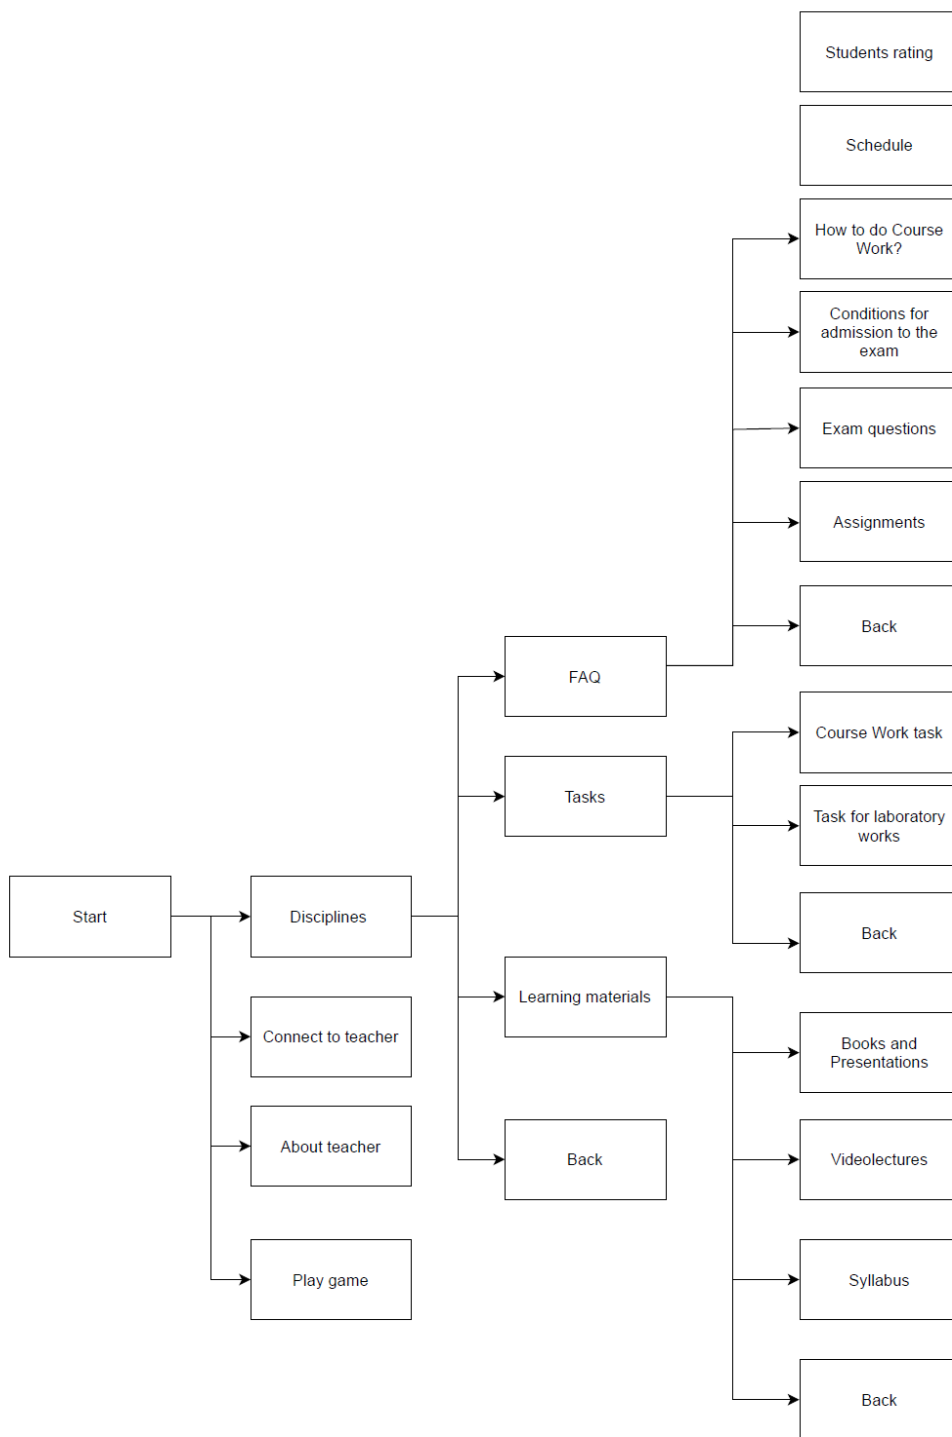 Students rating
Schedule
How to do Course
Work?
Conditions for
admission to the
exam
Exam questions
Assignments
Back
FAQ
Course Work task
Tasks
Task for laboratory
works
Start
Disciplines
Back
Learning materials
Connect to teacher
Books and
Presentations
About teacher
Back
Videolectures
Play game
Syllabus
Back